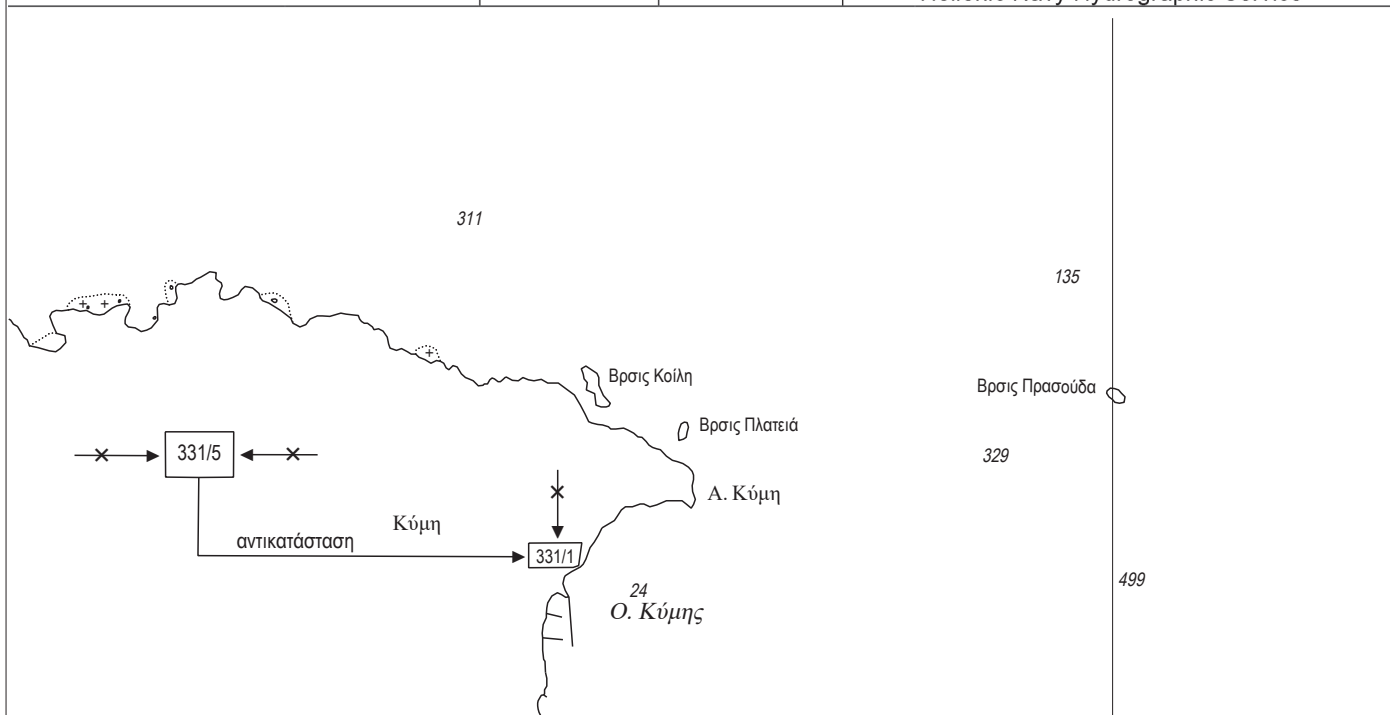 Hellenic Navy Hydrographic Service
311
135
Βρσις Κοίλη
Βρσις Πρασούδα
Βρσις Πλατειά
331/5
329
Α. Κύμη
Κύμη
αντικατάσταση
331/1
24
499
Ο. Κύμης